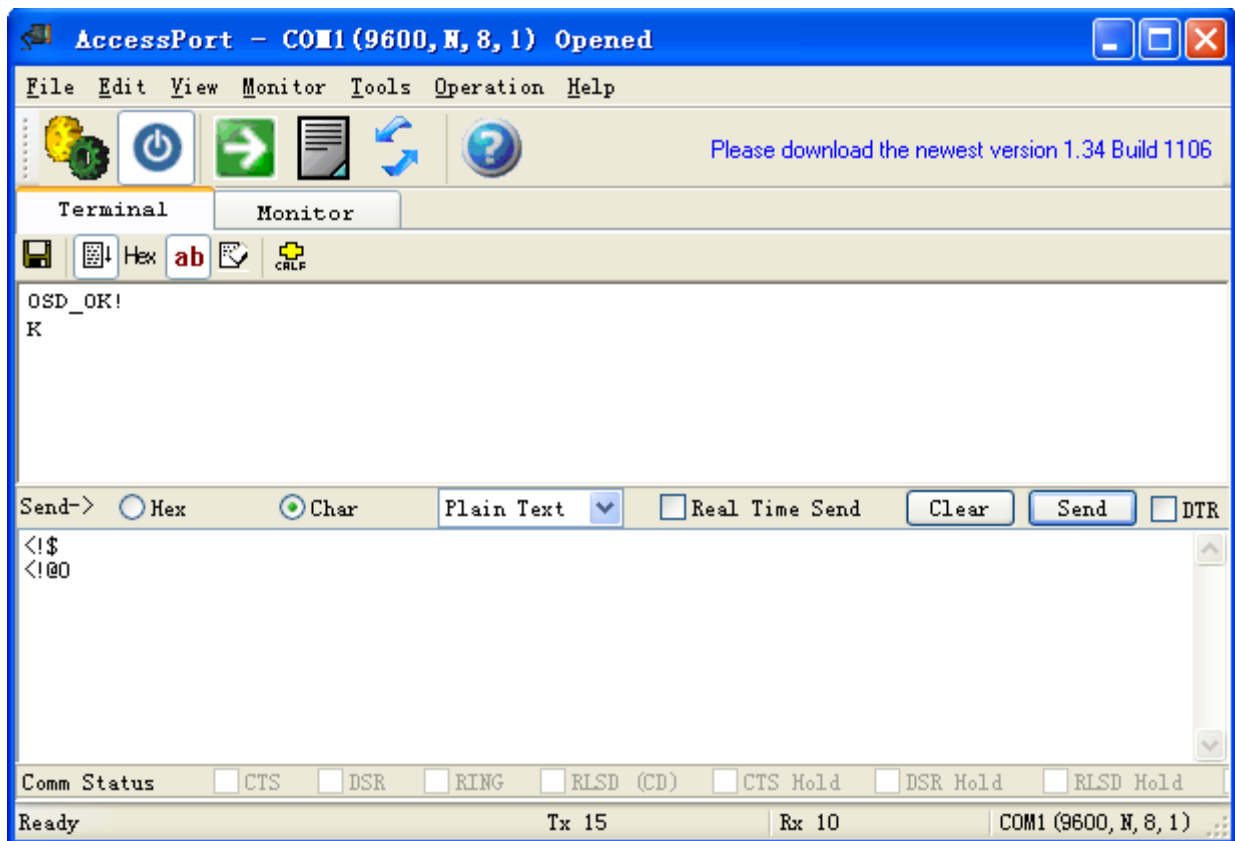 AccessPort - COM1(9600,N,8,1) Opened
File Edit View Monitor Tools Operation Help
Please download the newest version 1.34 Build 1106
Terminal Monitor
Hex ab CRLF
OSD_OK!
K
Send-> Hex Char Plain Text Real Time Send Clear Send DTR
<!$
<!@O
Comm Status CTS DSR RING RLSD (CD) CTS Hold DSR Hold RLSD Hold
Ready Tx 15 Rx 10 COM1 (9600, N, 8, 1)